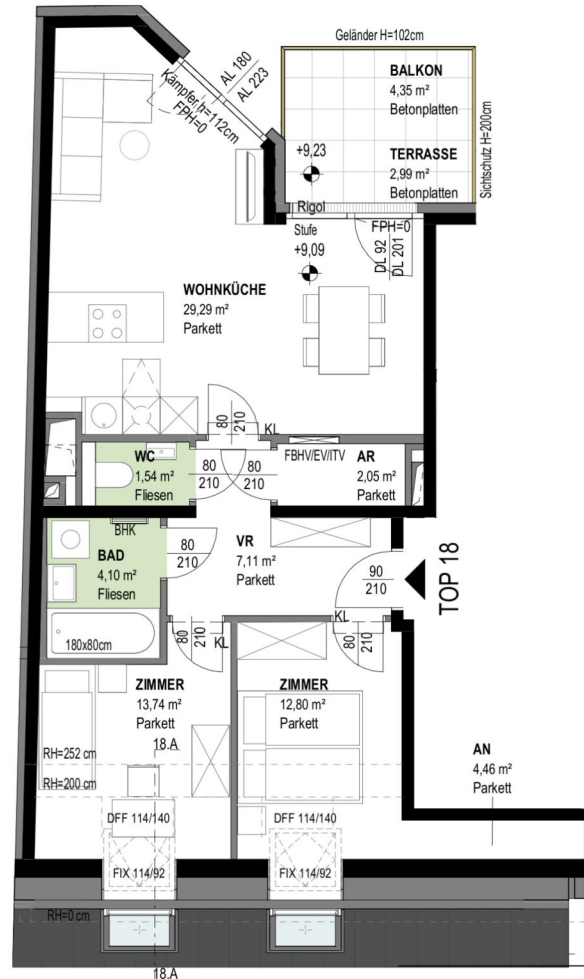 Geländer H=102cm
AL 180
AL 223
Kämpfer h=112cm
FPH=0
BALKON
4,35 m²
Betonplatten
Sichtschutz H=200cm
+9,23
TERRASSE
2,99 m²
Betonplatten
Rigol
Stufe
FPH=0
+9,09
DL 92
DL 201
WOHNKÜCHE
29,29 m²
Parkett
80
210
KL
WC
1,54 m²
Fliesen
80
210
80
210
FBHV/EV/ITV
AR
2,05 m²
Parkett
BHK
BAD
4,10 m²
Fliesen
80
210
VR
7,11 m²
Parkett
90
210
TOP 18
180x80cm
80
210
KL
KL
80
210
ZIMMER
13,74 m²
Parkett
18.A
ZIMMER
12,80 m²
Parkett
RH=252 cm
RH=200 cm
AN
4,46 m²
Parkett
DFF 114/140
DFF 114/140
FIX 114/92
FIX 114/92
RH=0 cm
18.A